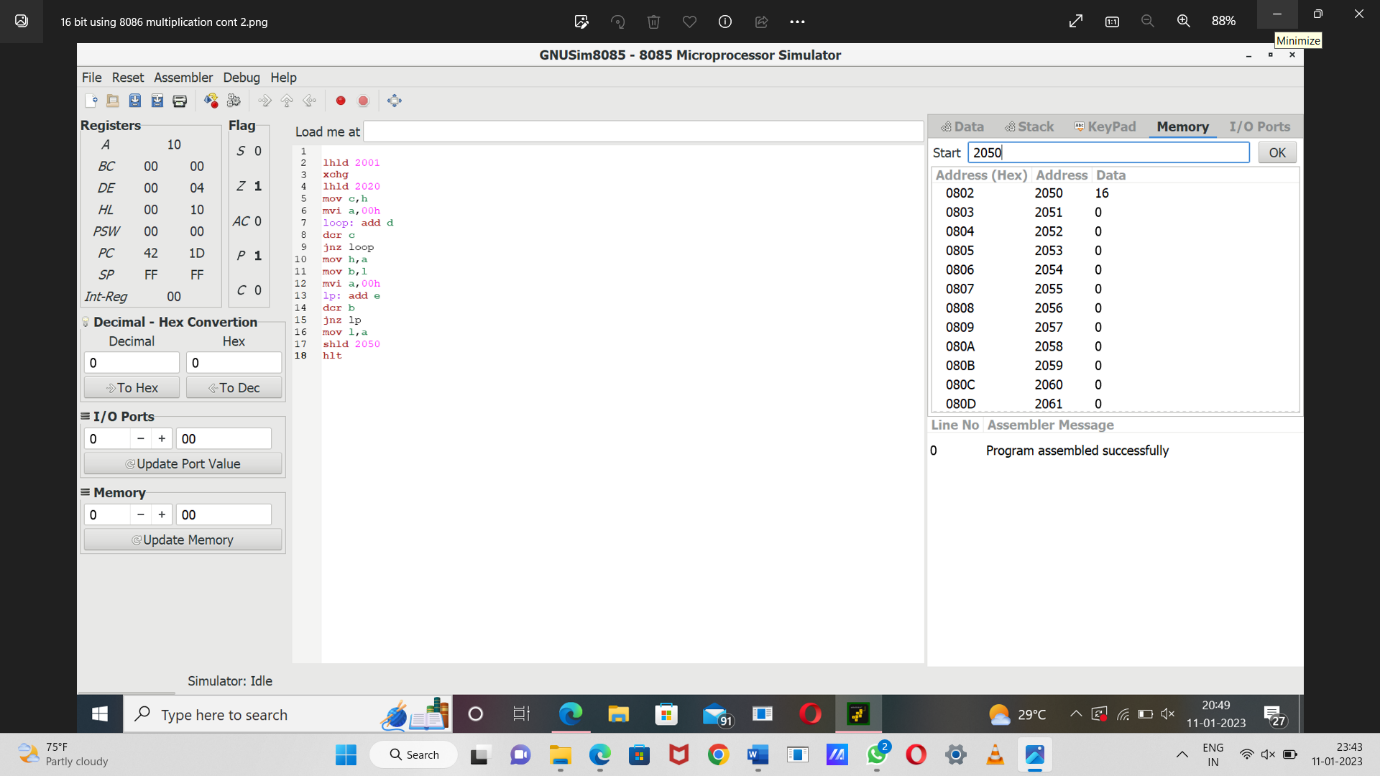 16 bit using 8086 multiplication cont 2.png
88%
Minimize
GNUSim8085 - 8085 Microprocessor Simulator
File Reset Assembler Debug Help
Registers
A 10
BC 00 00
DE 00 04
HL 00 10
PSW 00 00
PC 42 1D
SP FF FF
Int-Reg 00
Flag
S 0
Z 1
AC 0
P 1
C 0
Decimal - Hex Convertion
Decimal Hex
0 0
To Hex To Dec
I/O Ports
0 - + 00
Update Port Value
Memory
0 - + 00
Update Memory
Load me at
1
2 lhld 2001
3 xchg
4 lhld 2020
5 mov c,h
6 mvi a,00h
7 loop: add d
8 dcr c
9 jnz loop
10 mov h,a
11 mov b,l
12 mvi a,00h
13 lp: add e
14 dcr b
15 jnz lp
16 mov l,a
17 shld 2050
18 hlt
Data Stack KeyPad Memory I/O Ports
Start 2050 OK
Address (Hex) Address Data
0802 2050 16
0803 2051 0
0804 2052 0
0805 2053 0
0806 2054 0
0807 2055 0
0808 2056 0
0809 2057 0
080A 2058 0
080B 2059 0
080C 2060 0
080D 2061 0
Line No Assembler Message
0 Program assembled successfully
Simulator: Idle
Type here to search
91
29°C
20:49
11-01-2023
27
75°F
Partly cloudy
Search
2
ENG
IN
23:43
11-01-2023